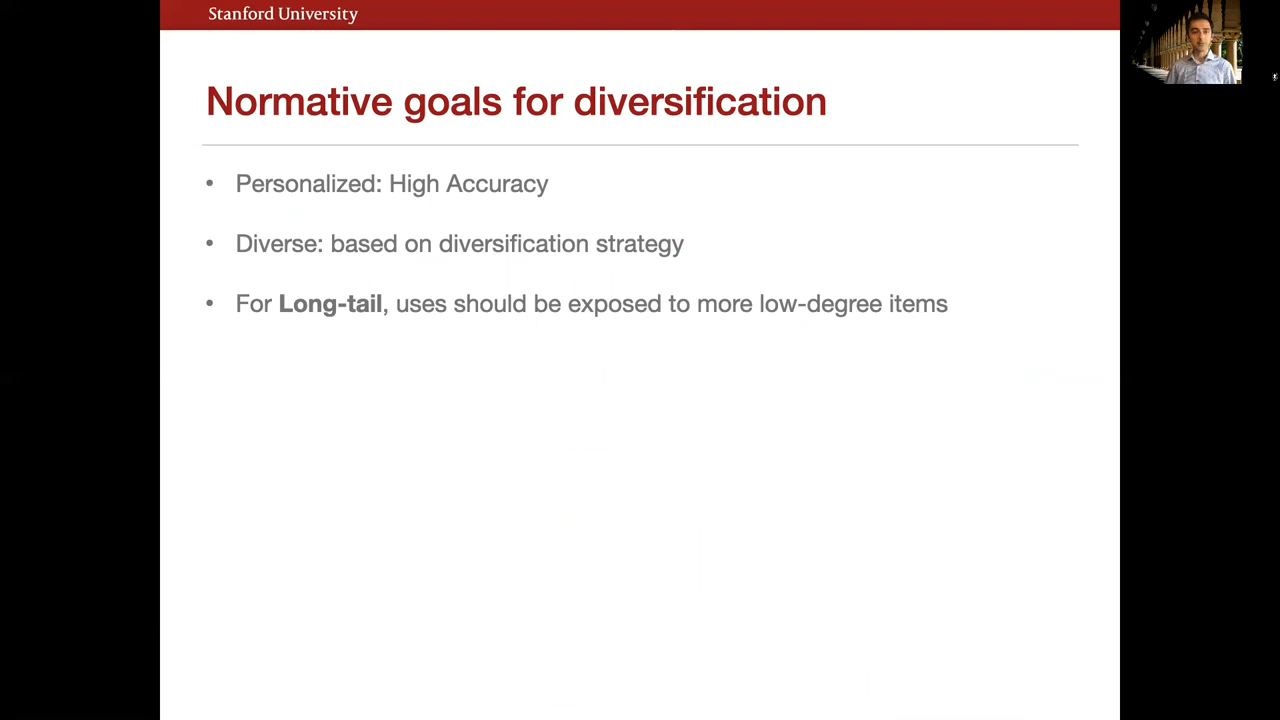 Stanford University
Normative goals for diversification
• Personalized: High Accuracy
• Diverse: based on diversification strategy
• For Long-tail, uses should be exposed to more low-degree items